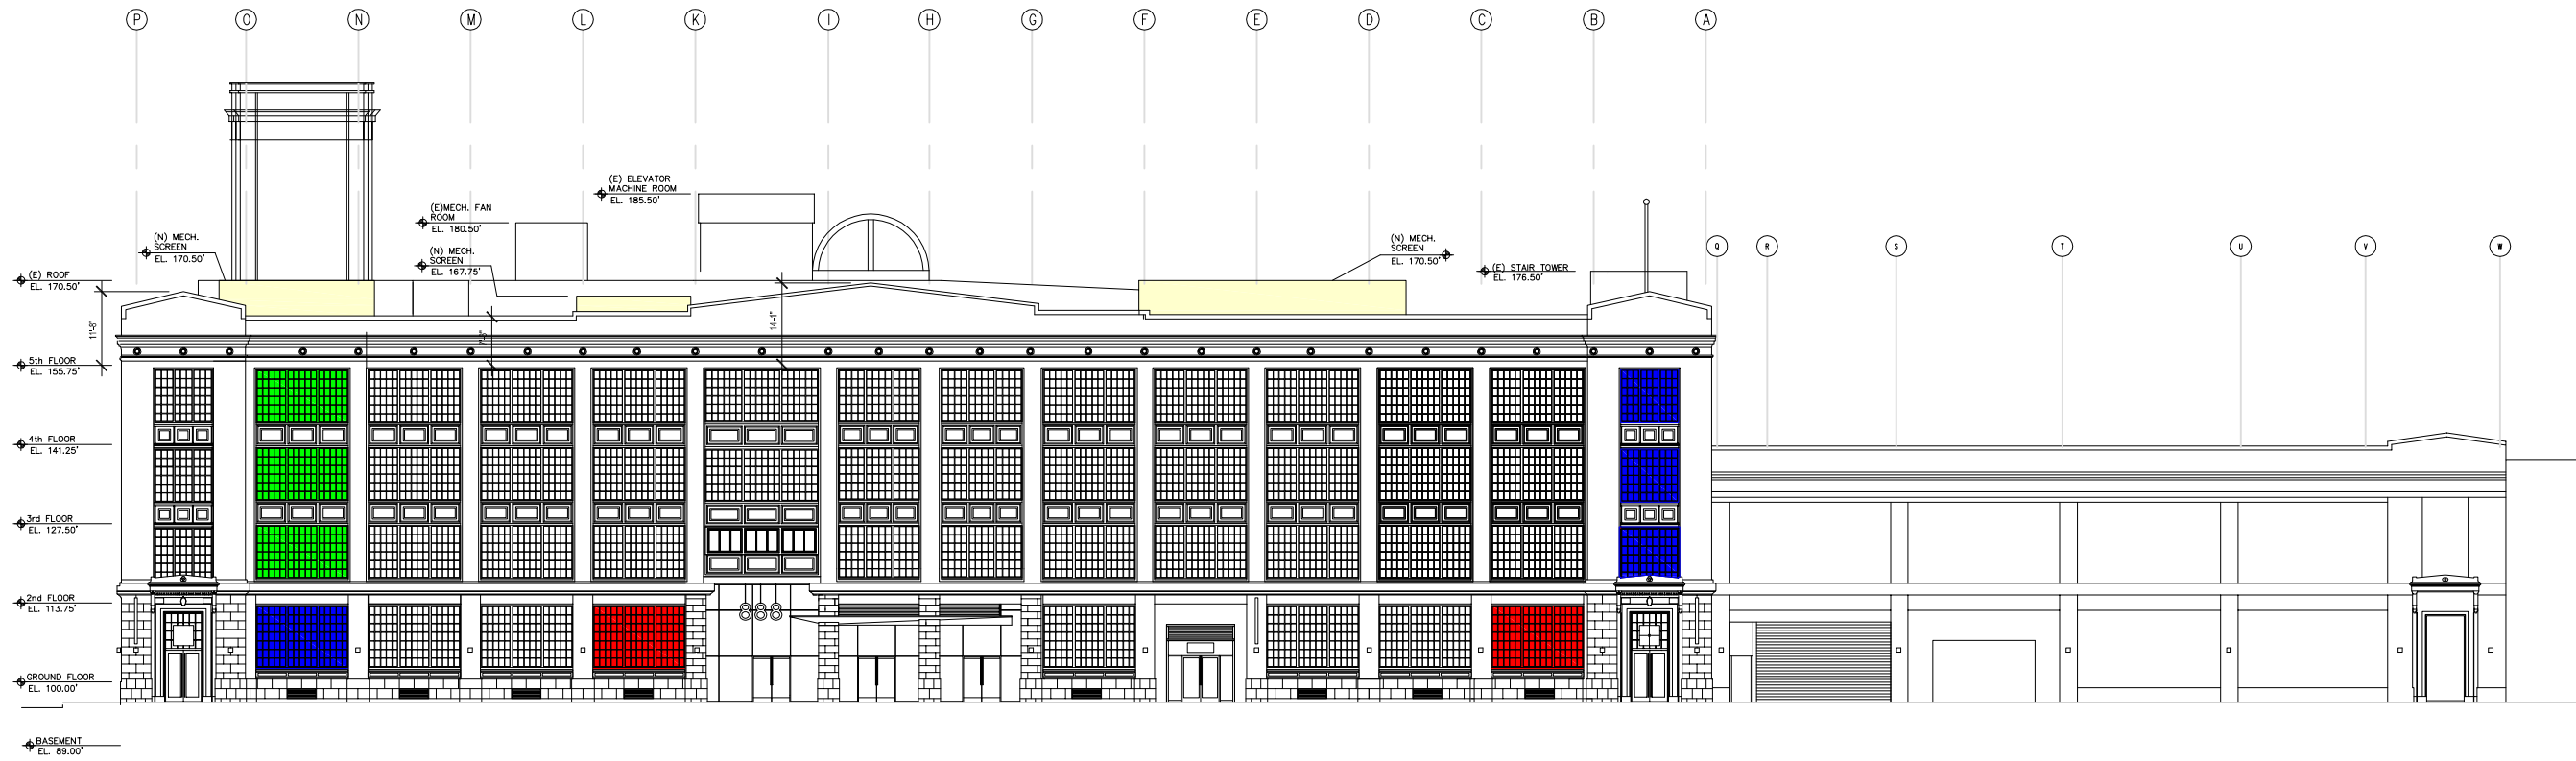 P O N M L K I H G F E D C B A
(E) ELEVATOR
MACHINE ROOM
EL. 185.50'
(E)MECH. FAN
ROOM
EL. 180.50'
(N) MECH.
SCREEN
EL. 170.50'
(N) MECH.
SCREEN
EL. 167.75'
(N) MECH.
SCREEN
EL. 170.50'
(E) STAIR TOWER
EL. 176.50'
Q R S T U V W
(E) ROOF
EL. 170.50'
11'-8"
14'-1"
5th FLOOR
EL. 155.75'
4th FLOOR
EL. 141.25'
3rd FLOOR
EL. 127.50'
2nd FLOOR
EL. 113.75'
888
GROUND FLOOR
EL. 100.00'
BASEMENT
EL. 89.00'